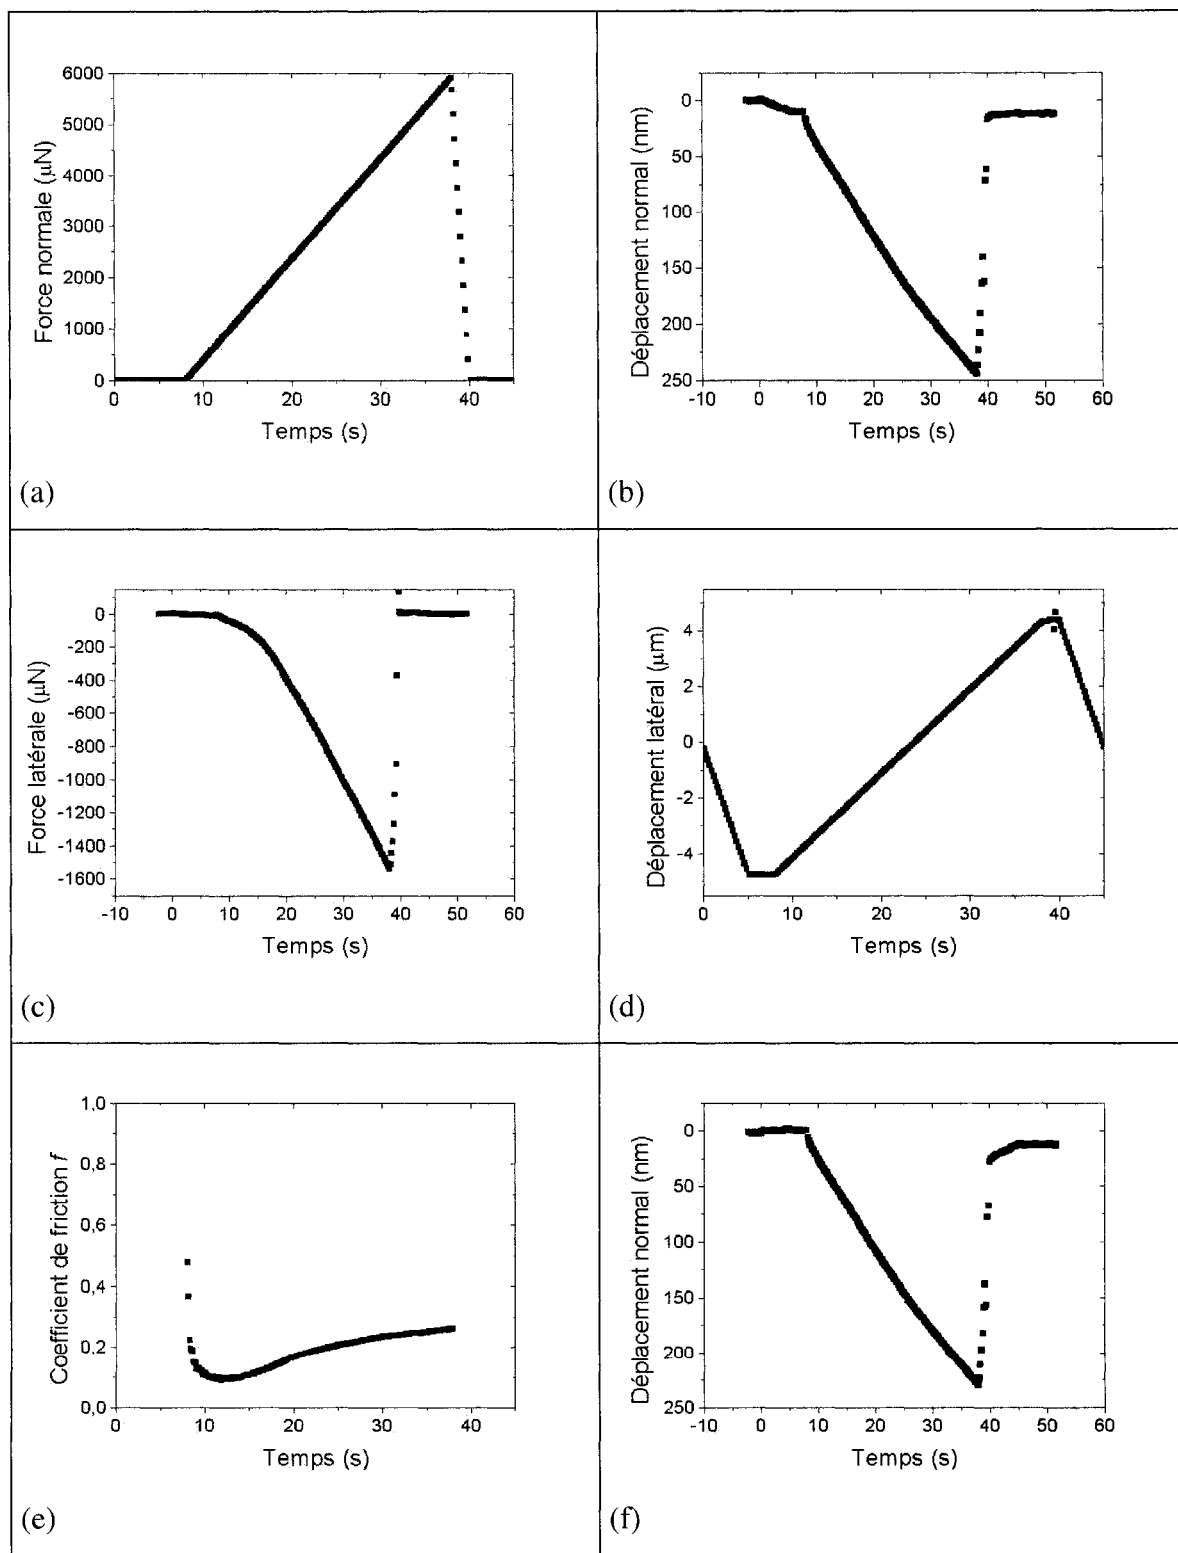 6000
5000
4000
3000
2000
1000
0
0 10 20 30 40
Force normale (µN)
Temps (s)
(a)
0
50
100
150
200
250
-10 0 10 20 30 40 50 60
Déplacement normal (nm)
Temps (s)
(b)
0
-200
-400
-600
-800
-1000
-1200
-1400
-1600
-10 0 10 20 30 40 50 60
Force latérale (µN)
Temps (s)
(c)
4
2
0
-2
-4
0 10 20 30 40
Déplacement latéral (µm)
Temps (s)
(d)
1,0
0,8
0,6
0,4
0,2
0,0
0 10 20 30 40
Coefficient de friction f
Temps (s)
(e)
0
50
100
150
200
250
-10 0 10 20 30 40 50 60
Déplacement normal (nm)
Temps (s)
(f)